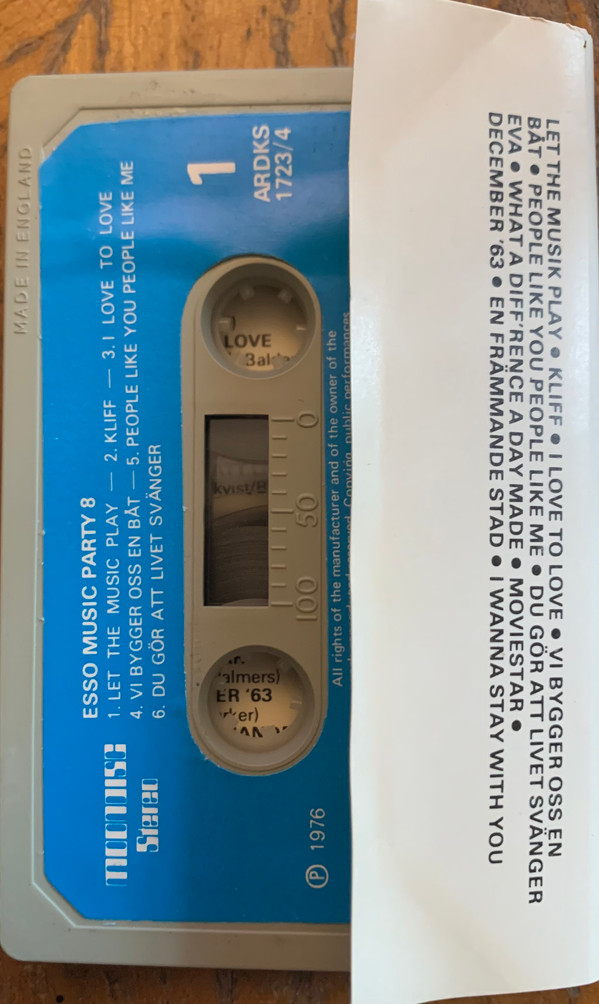 MADE IN ENGLAND
ESSO MUSIC PARTY 8
1. LET THE MUSIC PLAY — 2. KLIFF — 3. I LOVE TO LOVE
4. VI BYGGER OSS EN BÅT — 5. PEOPLE LIKE YOU PEOPLE LIKE ME
6. DU GÖR ATT LIVET SVÄNGER
moondisc
Stereo
1
ARDKS
1723/4
LOVE
kvist/B
ER '63
100 50 0
All rights of the manufacturer and of the owner of the
Copying, public performances
Ⓟ 1976
LET THE MUSIK PLAY ● KLIFF ● I LOVE TO LOVE ● VI BYGGER OSS EN
BÅT ● PEOPLE LIKE YOU PEOPLE LIKE ME ● DU GÖR ATT LIVET SVÄNGER
EVA ● WHAT A DIFF'RENCE A DAY MADE ● MOVIESTAR ●
DECEMBER '63 ● EN FRÄMMANDE STAD ● I WANNA STAY WITH YOU